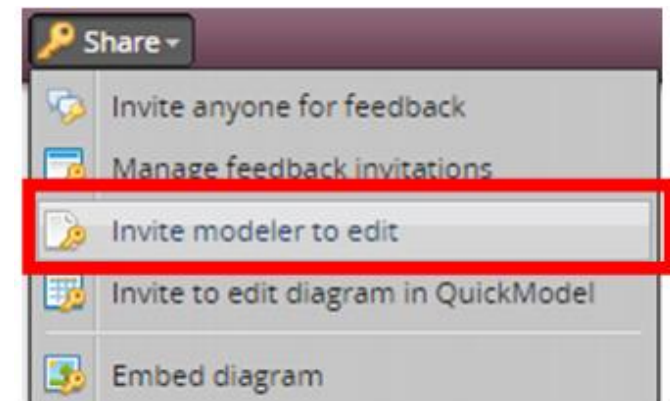 Share
Invite anyone for feedback
Manage feedback invitations
Invite modeler to edit
Invite to edit diagram in QuickModel
Embed diagram